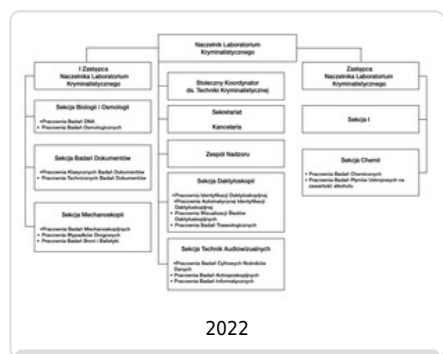 Naczelnik Laboratorium
Kryminalistycznego
I Zastępca
Naczelnika Laboratorium
Kryminalistycznego
Sekcja Biologii i Osmologii
•Pracownia Badań DNA
• Pracownia Badań Osmologicznych
Sekcja Badań Dokumentów
•Pracownia Klasycznych Badań Dokumentów
• Pracownia Technicznych Badań Dokumentów
Sekcja Mechanoskopii
•Pracownia Badań Mechanoskopijnych
• Pracownia Wypadków Drogowych
• Pracownia Badań Broni i Balistyki
Stołeczny Koordynator
ds. Techniki Kryminalistycznej
Sekretariat
Kancelaria
Zespół Nadzoru
Sekcja Daktyloskopii
•Pracownia Identyfikacji Daktyloskopijnej
•Pracownia Automatycznej Identyfikacji
Daktyloskopijnej
• Pracownia Wizualizacji Śladów
Daktyloskopijnych
• Pracownia Badań Traseologicznych
Sekcja Technik Audiowizualnych
•Pracownia Badań Cyfrowych Nośników
Danych
• Pracownia Badań Antroposkopijnych
• Pracownia Badań Informatycznych
Zastępca
Naczelnika Laboratorium
Kryminalistycznego
Sekcja I
Sekcja Chemii
• Pracownia Badań Chemicznych
• Pracownia Badań Płynów Ustrojowych na
zawartość alkoholu
2022